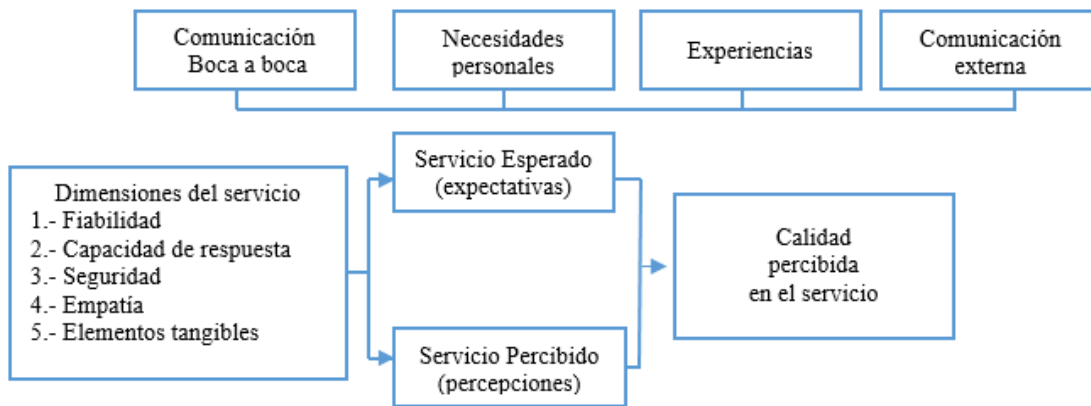 Comunicación
Boca a boca
Necesidades
personales
Experiencias
Comunicación
externa
Dimensiones del servicio
1.- Fiabilidad
2.- Capacidad de respuesta
3.- Seguridad
4.- Empatía
5.- Elementos tangibles
Servicio Esperado
(expectativas)
Servicio Percibido
(percepciones)
Calidad
percibida
en el servicio